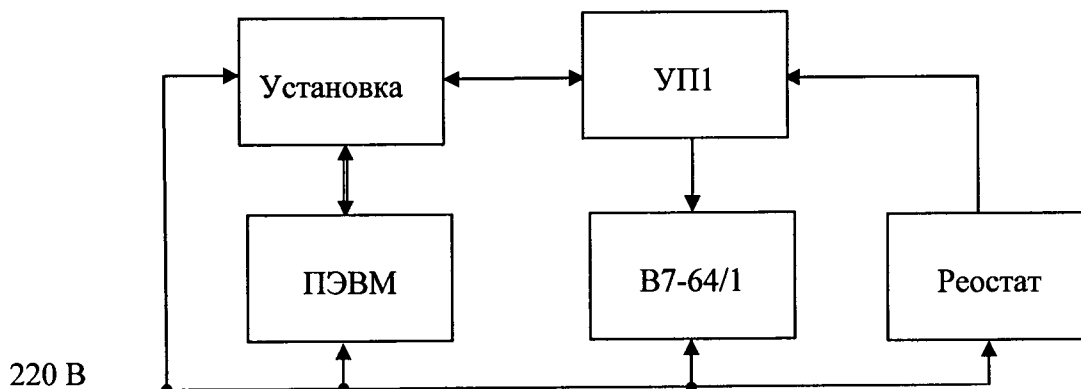 Установка
УП1
ПЭВМ
В7-64/1
Реостат
220 В